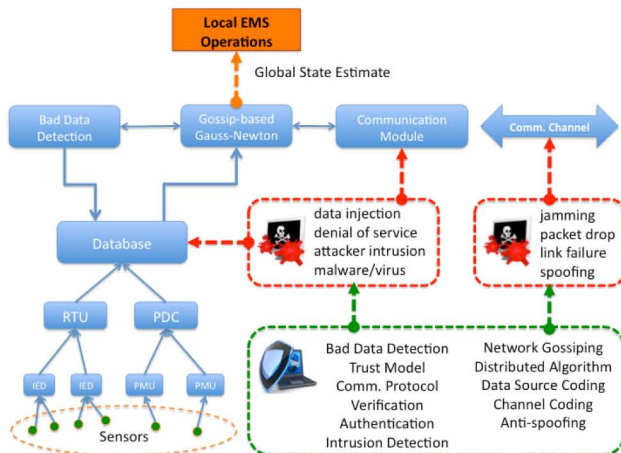 Local EMS
Operations
Global State Estimate
Bad Data
Detection
Gossip-based
Gauss-Newton
Communication
Module
Comm. Channel
Database
data injection
denial of service
attacker intrusion
malware/virus
jamming
packet drop
link failure
spoofing
RTU
PDC
IED
IED
PMU
PMU
Sensors
Bad Data Detection
Trust Model
Comm. Protocol
Verification
Authentication
Intrusion Detection
Network Gossiping
Distributed Algorithm
Data Source Coding
Channel Coding
Anti-spoofing